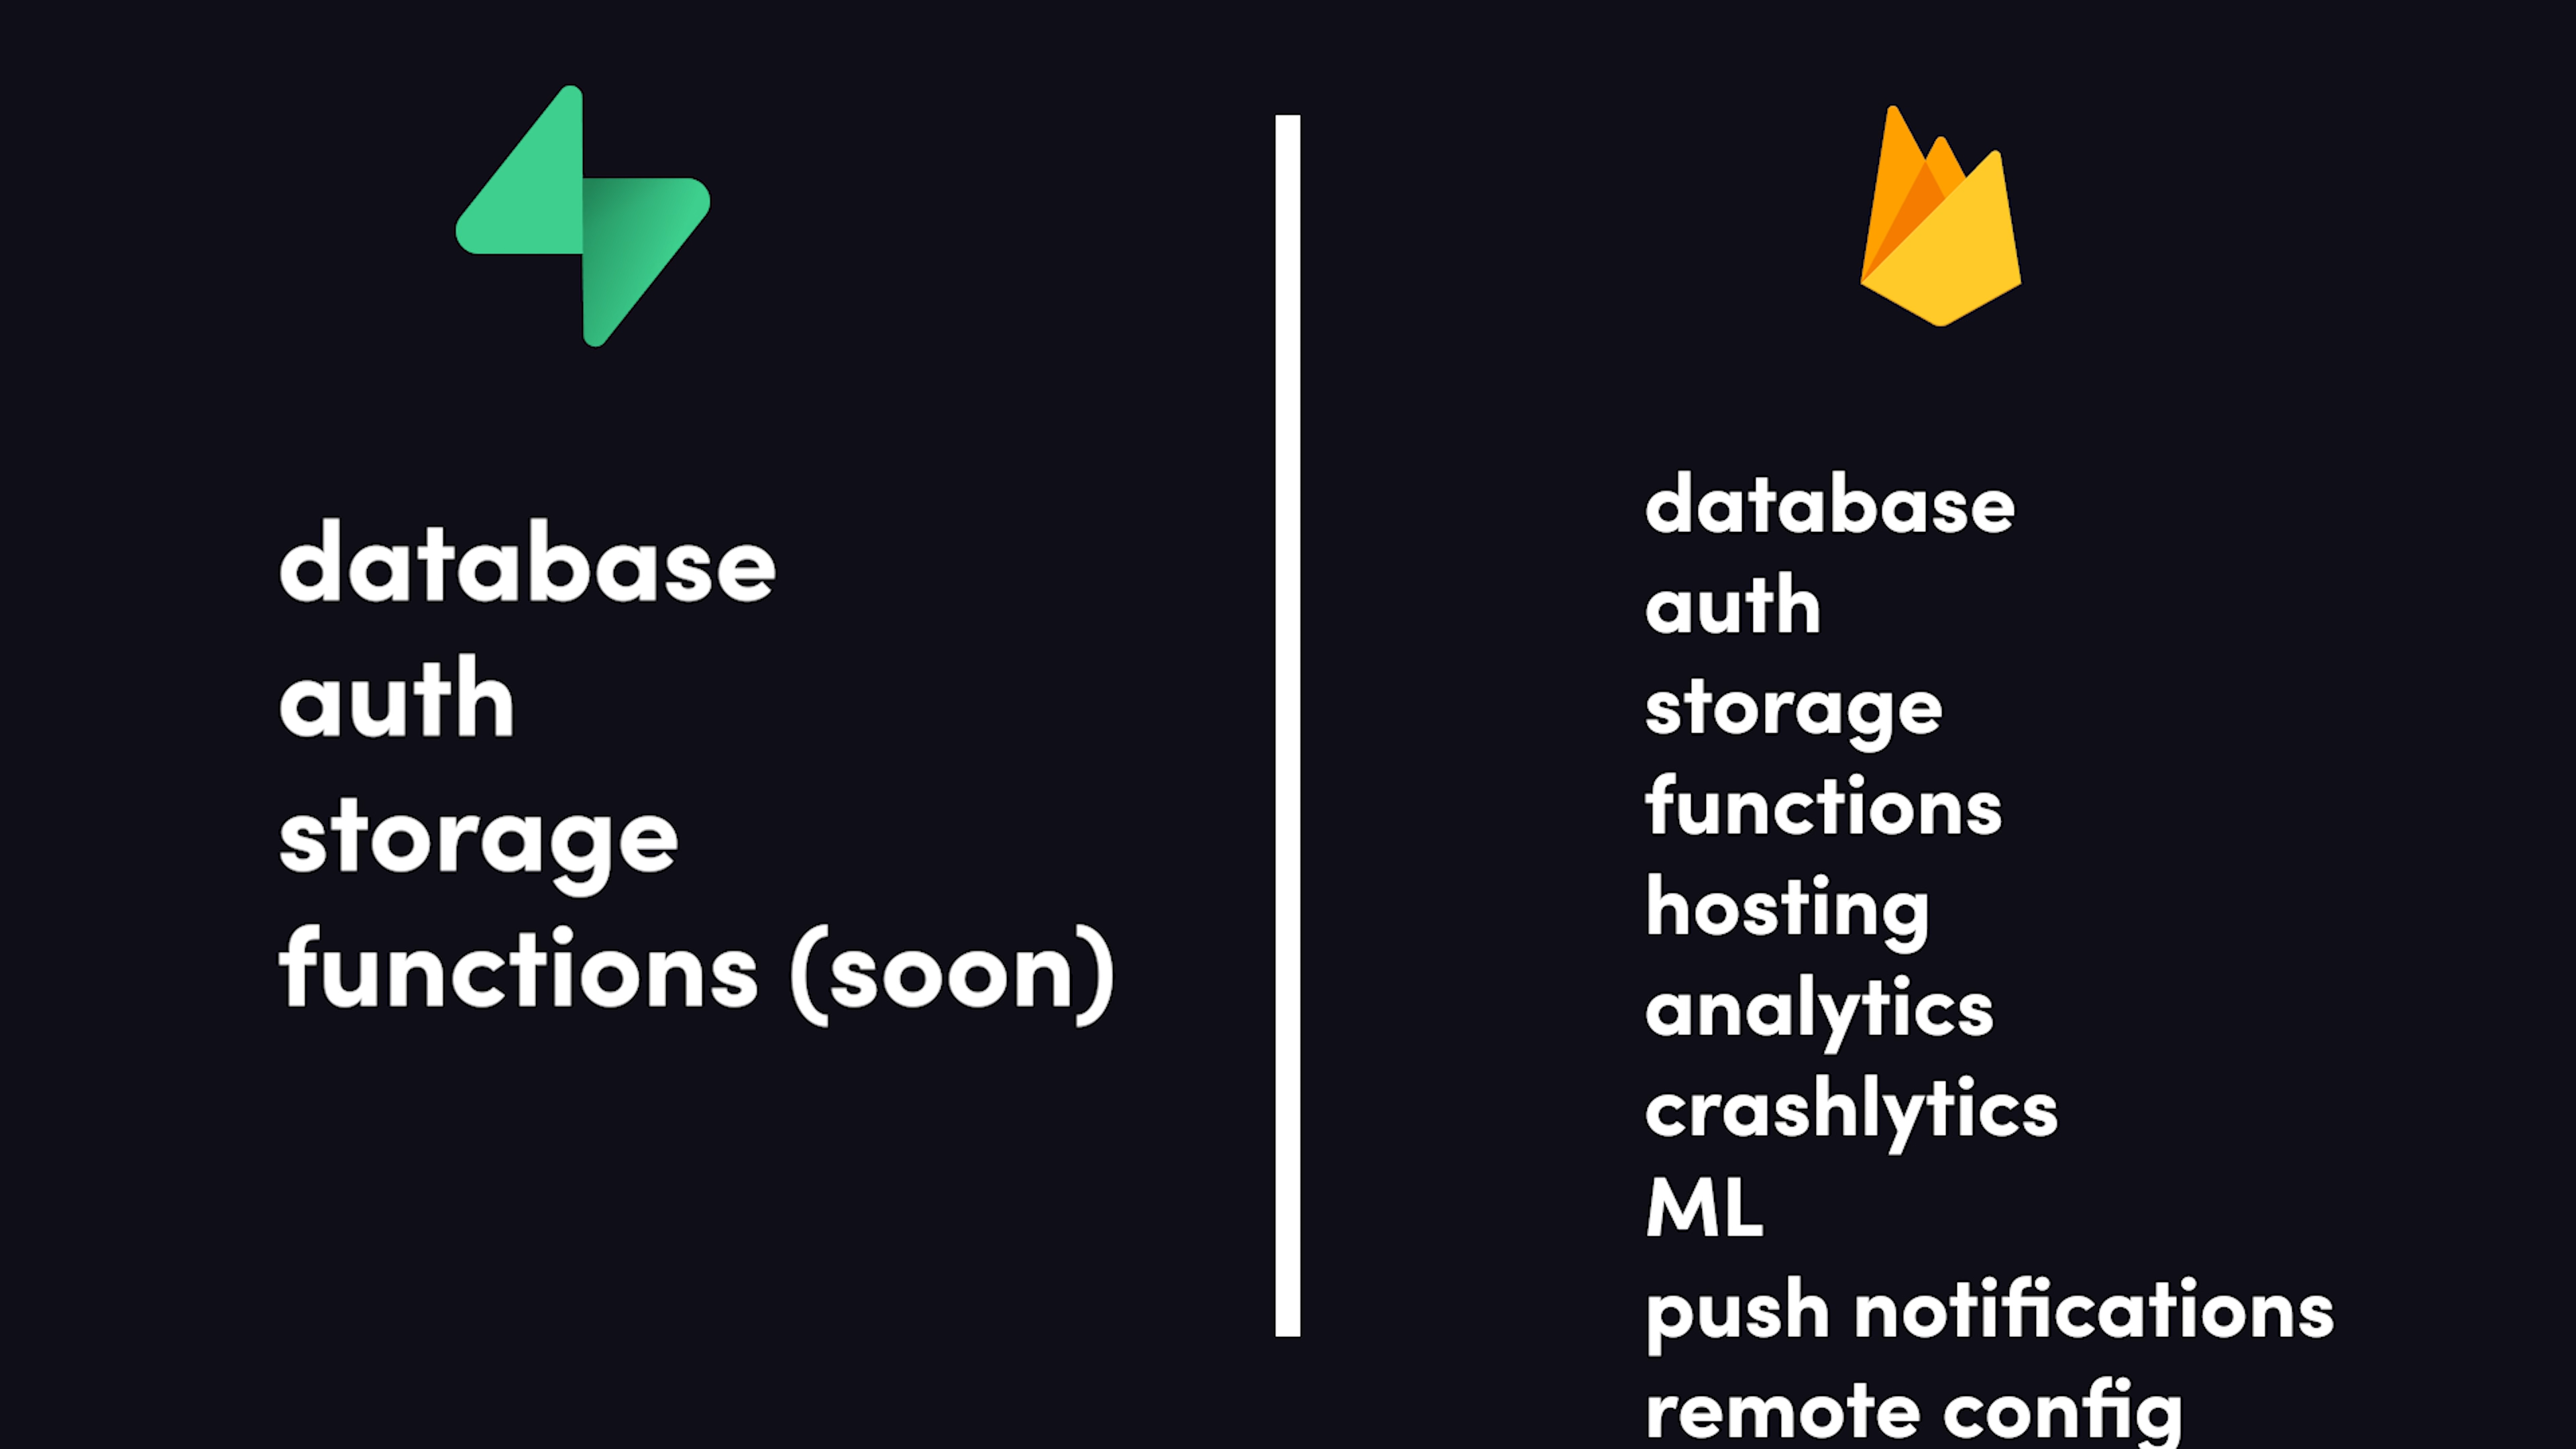 database
auth
storage
functions (soon)
database
auth
storage
functions
hosting
analytics
crashlytics
ML
push notifications
remote config